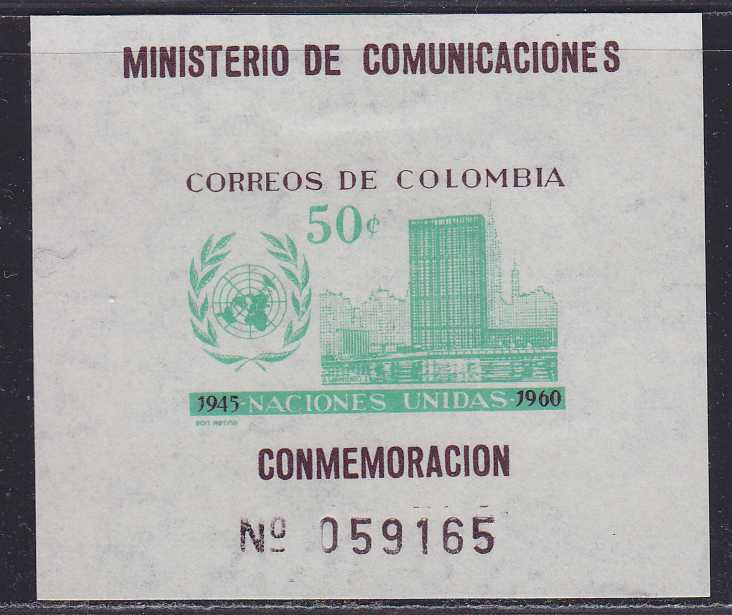 MINISTERIO DE COMUNICACIONES
CORREOS DE COLOMBIA
50¢
1945-NACIONES UNIDAS-1960
CONMEMORACION
Nº 059165